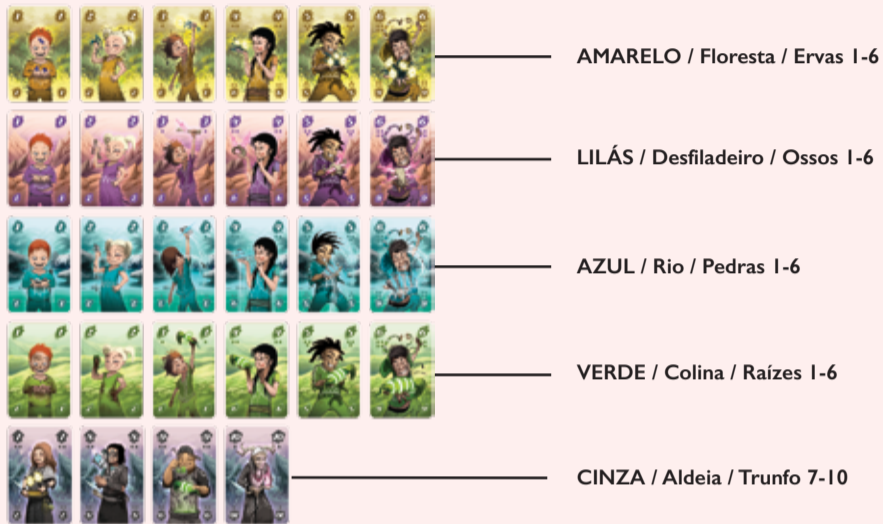 AMARELO / Floresta / Ervas 1-6
LILÁS / Desfiladeiro / Ossos 1-6
AZUL / Rio / Pedras 1-6
VERDE / Colina / Raízes 1-6
CINZA / Aldeia / Trunfo 7-10